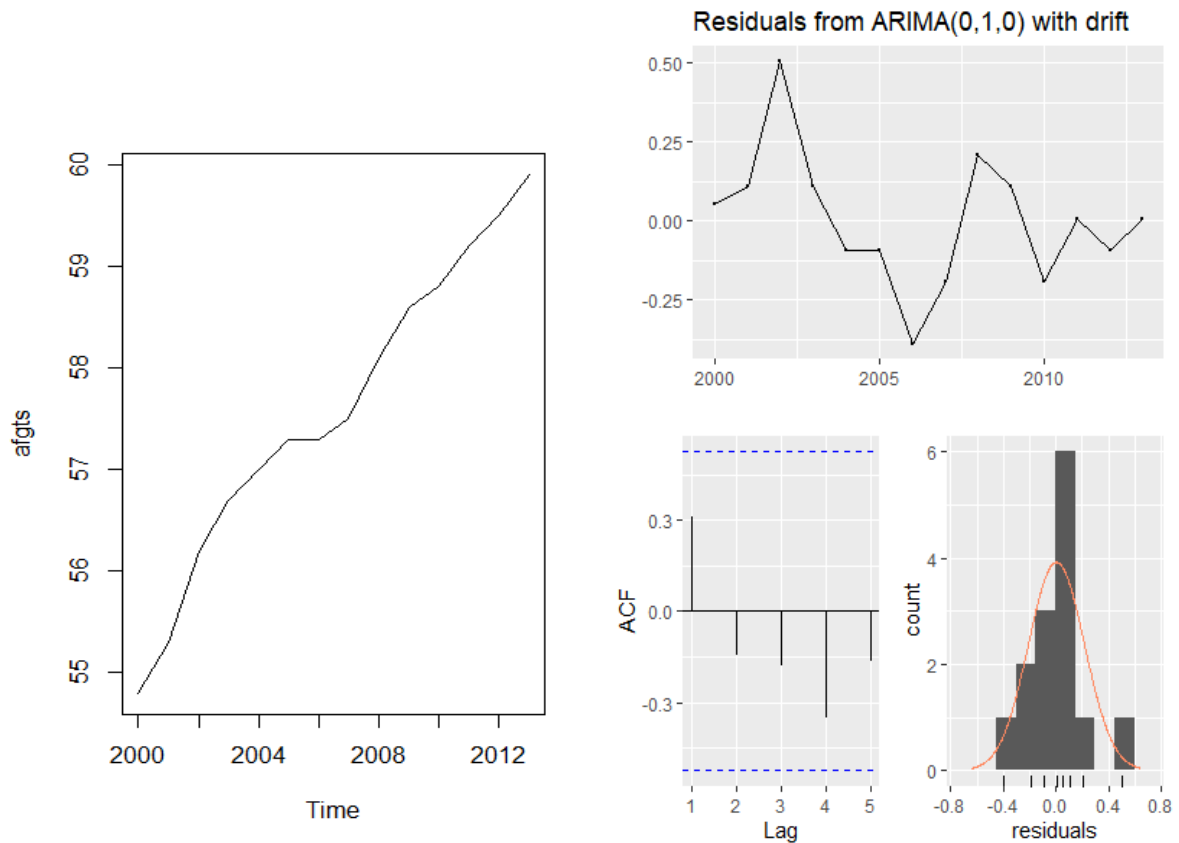 afgts
60
59
58
57
56
55
2000 2004 2008 2012
Time
Residuals from ARIMA(0,1,0) with drift
0.50
0.25
0.00
-0.25
2000 2005 2010
ACF
0.3
0.0
-0.3
1 2 3 4 5
Lag
count
6
4
2
0
-0.8 -0.4 0.0 0.4 0.8
residuals